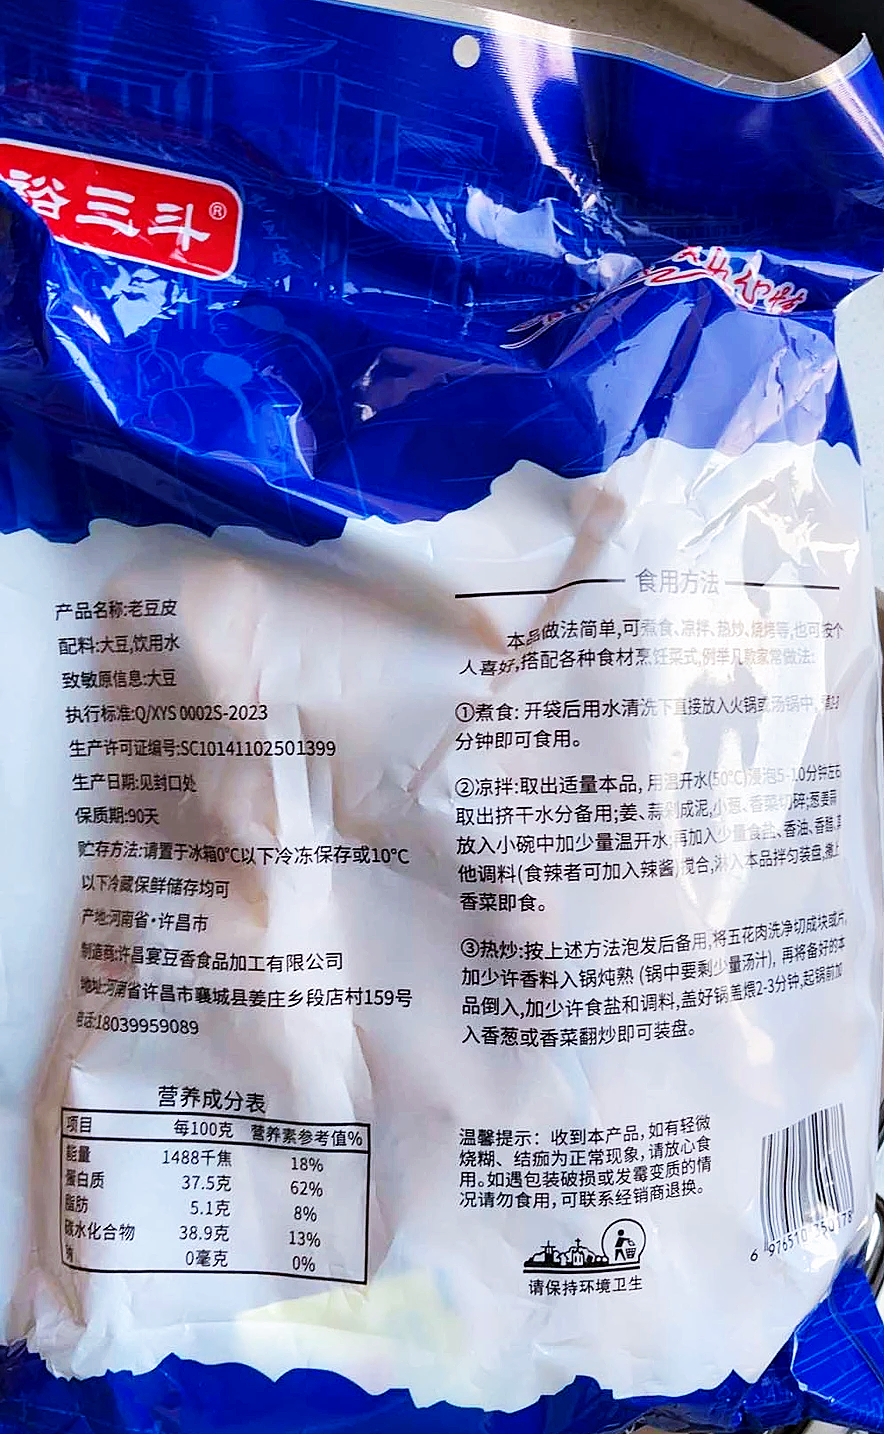 裕三斗®
产品名称:老豆皮
配料:大豆,饮用水
致敏原信息:大豆
执行标准:Q/XYS 0002S-2023
生产许可证编号:SC10141102501399
生产日期:见封口处
保质期:90天
贮存方法:请置于冰箱0°C以下冷冻保存或10°C
以下冷藏保鲜储存均可
产地:河南省·许昌市
制造商:许昌宴豆香食品加工有限公司
地址:河南省许昌市襄城县姜庄乡段店村159号
电话:18039959089
营养成分表
项目 每100克 营养素参考值%
能量 1488千焦 18%
蛋白质 37.5克 62%
脂肪 5.1克 8%
碳水化合物 38.9克 13%
钠 0毫克 0%
食用方法
本品做法简单,可煮食、凉拌、热炒、烧烤等,也可按个
人喜好,搭配各种食材烹饪菜式,例举几款家常做法:
①煮食: 开袋后用水清洗下直接放入火锅或汤锅中,
分钟即可食用。
②凉拌:取出适量本品, 用温开水(50°C)浸泡5-10分钟左右
取出挤干水分备用;姜、蒜剁成泥,小葱、香菜切碎;葱姜蒜
放入小碗中加少量温开水,再加入少量食盐、香油、香醋,其
他调料(食辣者可加入辣酱)搅合,淋入本品拌匀装盘,撒上
香菜即食。
③热炒:按上述方法泡发后备用,将五花肉洗净切成块或片,
加少许香料入锅炖熟 (锅中要剩少量汤汁), 再将备好的本
品倒入,加少许食盐和调料,盖好锅盖煨2-3分钟,起锅前加
入香葱或香菜翻炒即可装盘。
温馨提示: 收到本产品, 如有轻微
烧糊、结痂为正常现象, 请放心食
用。如遇包装破损或发霉变质的情
况请勿食用, 可联系经销商退换。
请保持环境卫生
6 976510 350178